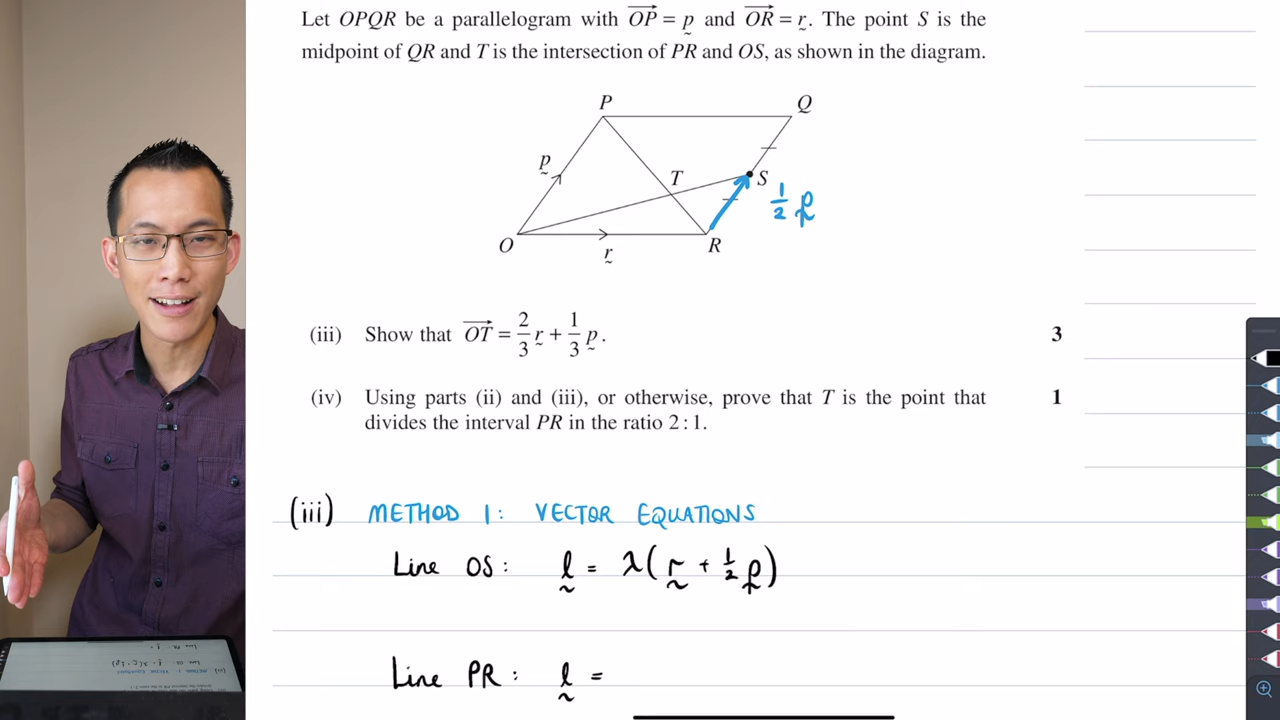 Let OPQR be a parallelogram with →OP = p̰ and →OR = r̰. The point S is the
midpoint of QR and T is the intersection of PR and OS, as shown in the diagram.
P
Q
p̰
T
S
½ p̰
O
r̰
R
(iii) Show that →OT = 2/3 r̰ + 1/3 p̰.
3
(iv) Using parts (ii) and (iii), or otherwise, prove that T is the point that
1
divides the interval PR in the ratio 2 : 1.
(iii) METHOD 1: VECTOR EQUATIONS
Line OS: l̰ = λ(r̰ + ½ p̰)
Line PR: l̰ =